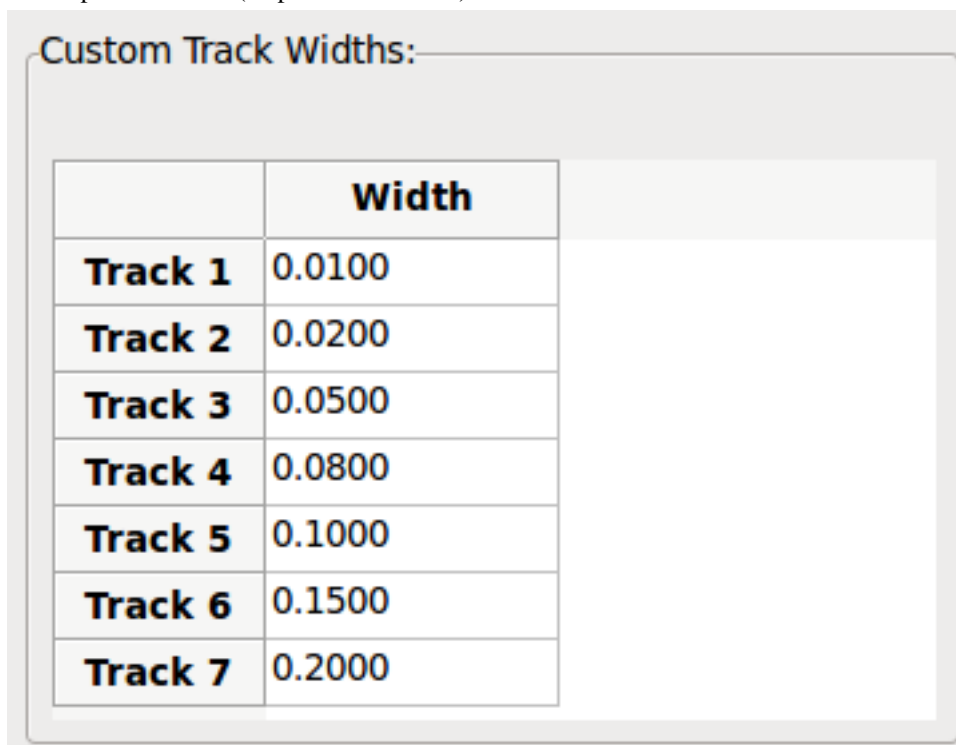 Custom Track Widths:
Width
Track 1 0.0100
Track 2 0.0200
Track 3 0.0500
Track 4 0.0800
Track 5 0.1000
Track 6 0.1500
Track 7 0.2000